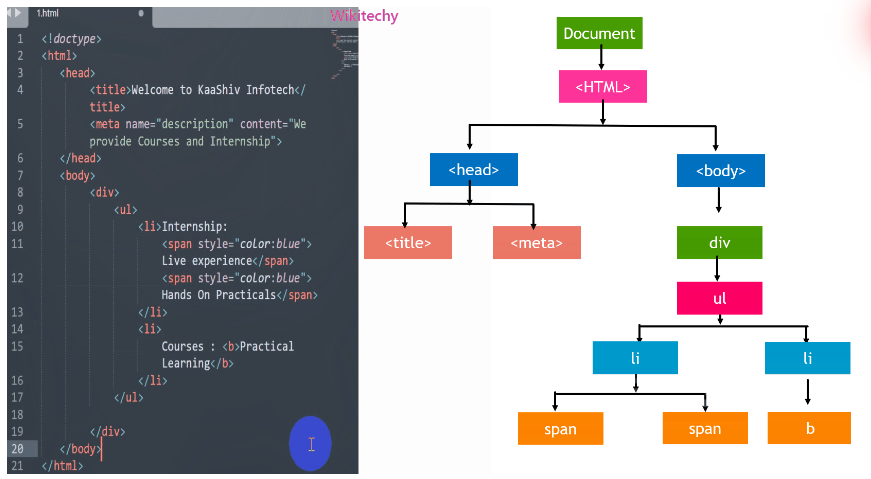 1.html
Wikitechy
1 <!doctype>
2 <html>
3 <head>
4 <title>Welcome to KaaShiv Infotech</
title>
5 <meta name="description" content="We
provide Courses and Internship">
6 </head>
7 <body>
8 <div>
9 <ul>
10 <li>Internship:
11 <span style="color:blue">
Live experience</span>
12 <span style="color:blue">
Hands On Practicals</span>
13 </li>
14 <li>
15 Courses : <b>Practical
Learning</b>
16 </li>
17 </ul>
18
19 </div>
20 </body>
21 </html>
Document
<HTML>
<head> <body>
<title> <meta> div
ul
li li
span span b